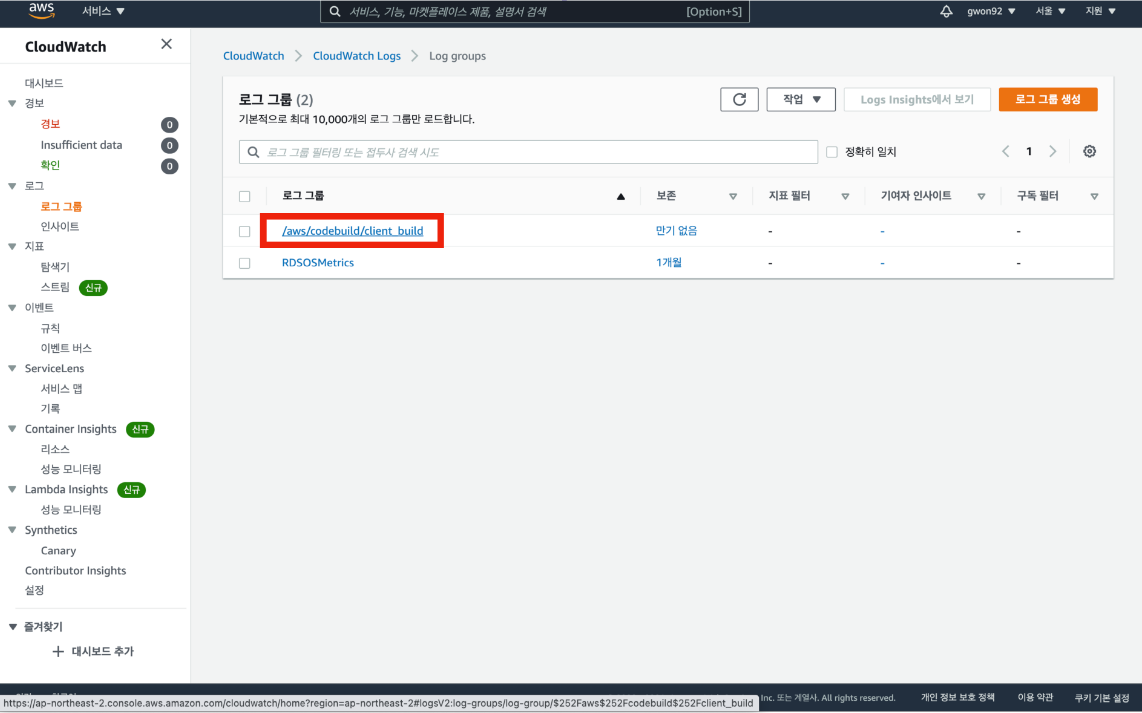 aws
서비스 ▼
서비스, 기능, 마켓플레이스 제품, 설명서 검색
[Option+S]
gwon92 ▼
서울 ▼
지원 ▼
CloudWatch
대시보드
경보
경보 0
Insufficient data 0
확인 0
로그
로그 그룹
인사이트
지표
탐색기
스트림 신규
이벤트
규칙
이벤트 버스
ServiceLens
서비스 맵
기록
Container Insights 신규
리소스
성능 모니터링
Lambda Insights 신규
성능 모니터링
Synthetics
Canary
Contributor Insights
설정
즐겨찾기
대시보드 추가
CloudWatch > CloudWatch Logs > Log groups
로그 그룹 (2)
기본적으로 최대 10,000개의 로그 그룹만 로드합니다.
작업 ▼
Logs Insights에서 보기
로그 그룹 생성
로그 그룹 필터링 또는 접두사 검색 시도
정확히 일치
< 1 >
로그 그룹 ▲ 보존 ▽ 지표 필터 ▽ 기여자 인사이트 ▽ 구독 필터 ▽
/aws/codebuild/client_build 만기 없음 - - -
RDSOSMetrics 1개월 - - -
Inc. 또는 계열사. All rights reserved.
개인 정보 보호 정책
이용 약관
쿠키 기본 설정
https://ap-northeast-2.console.aws.amazon.com/cloudwatch/home?region=ap-northeast-2#logsV2:log-groups/log-group/$252Faws$252Fcodebuild$252Fclient_build